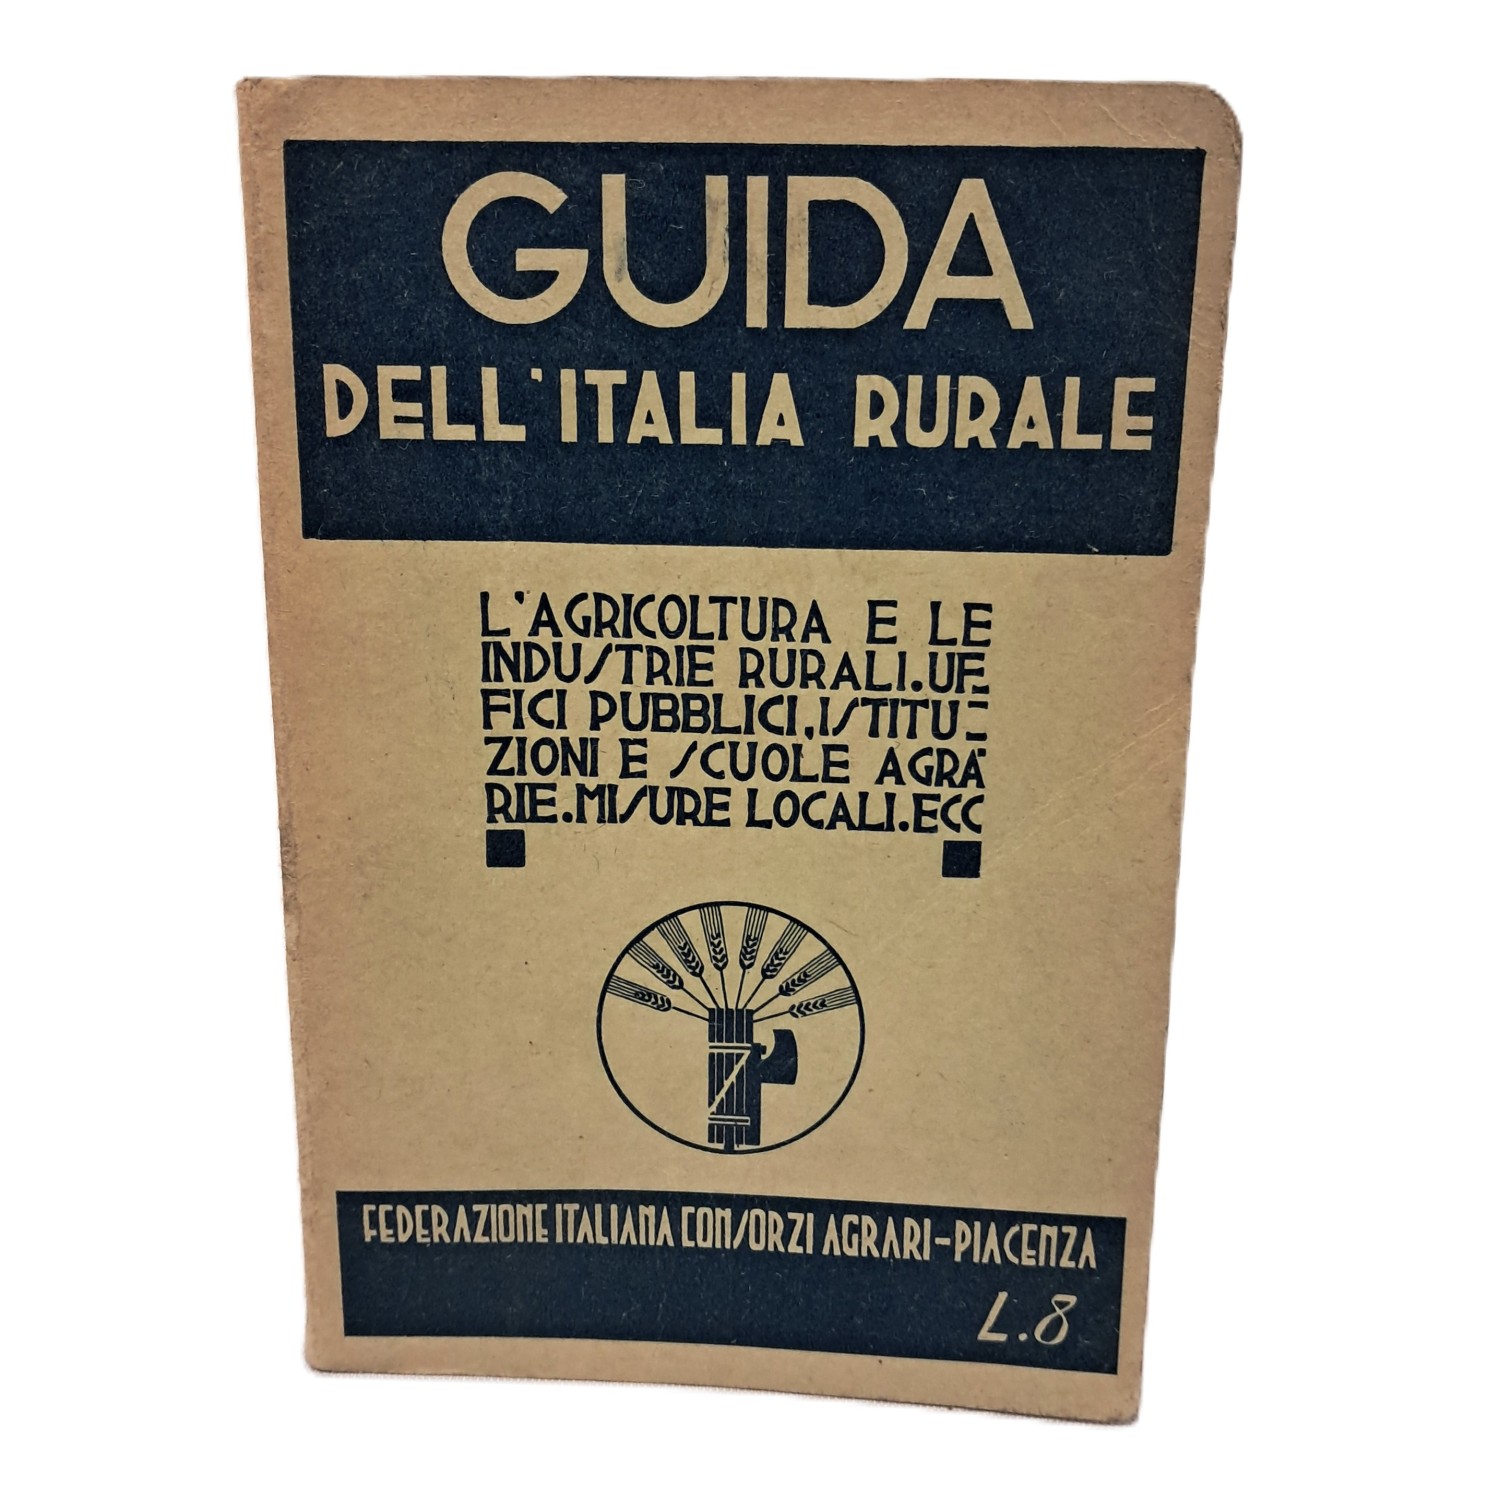 GUIDA
DELL'ITALIA RURALE
L'AGRICOLTURA E LE
INDUSTRIE RURALI. UF-
FICI PUBBLICI, ISTITU-
ZIONI E SCUOLE AGRA-
RIE. MISURE LOCALI. ECC
FEDERAZIONE ITALIANA CONSORZI AGRARI-PIACENZA
L. 8